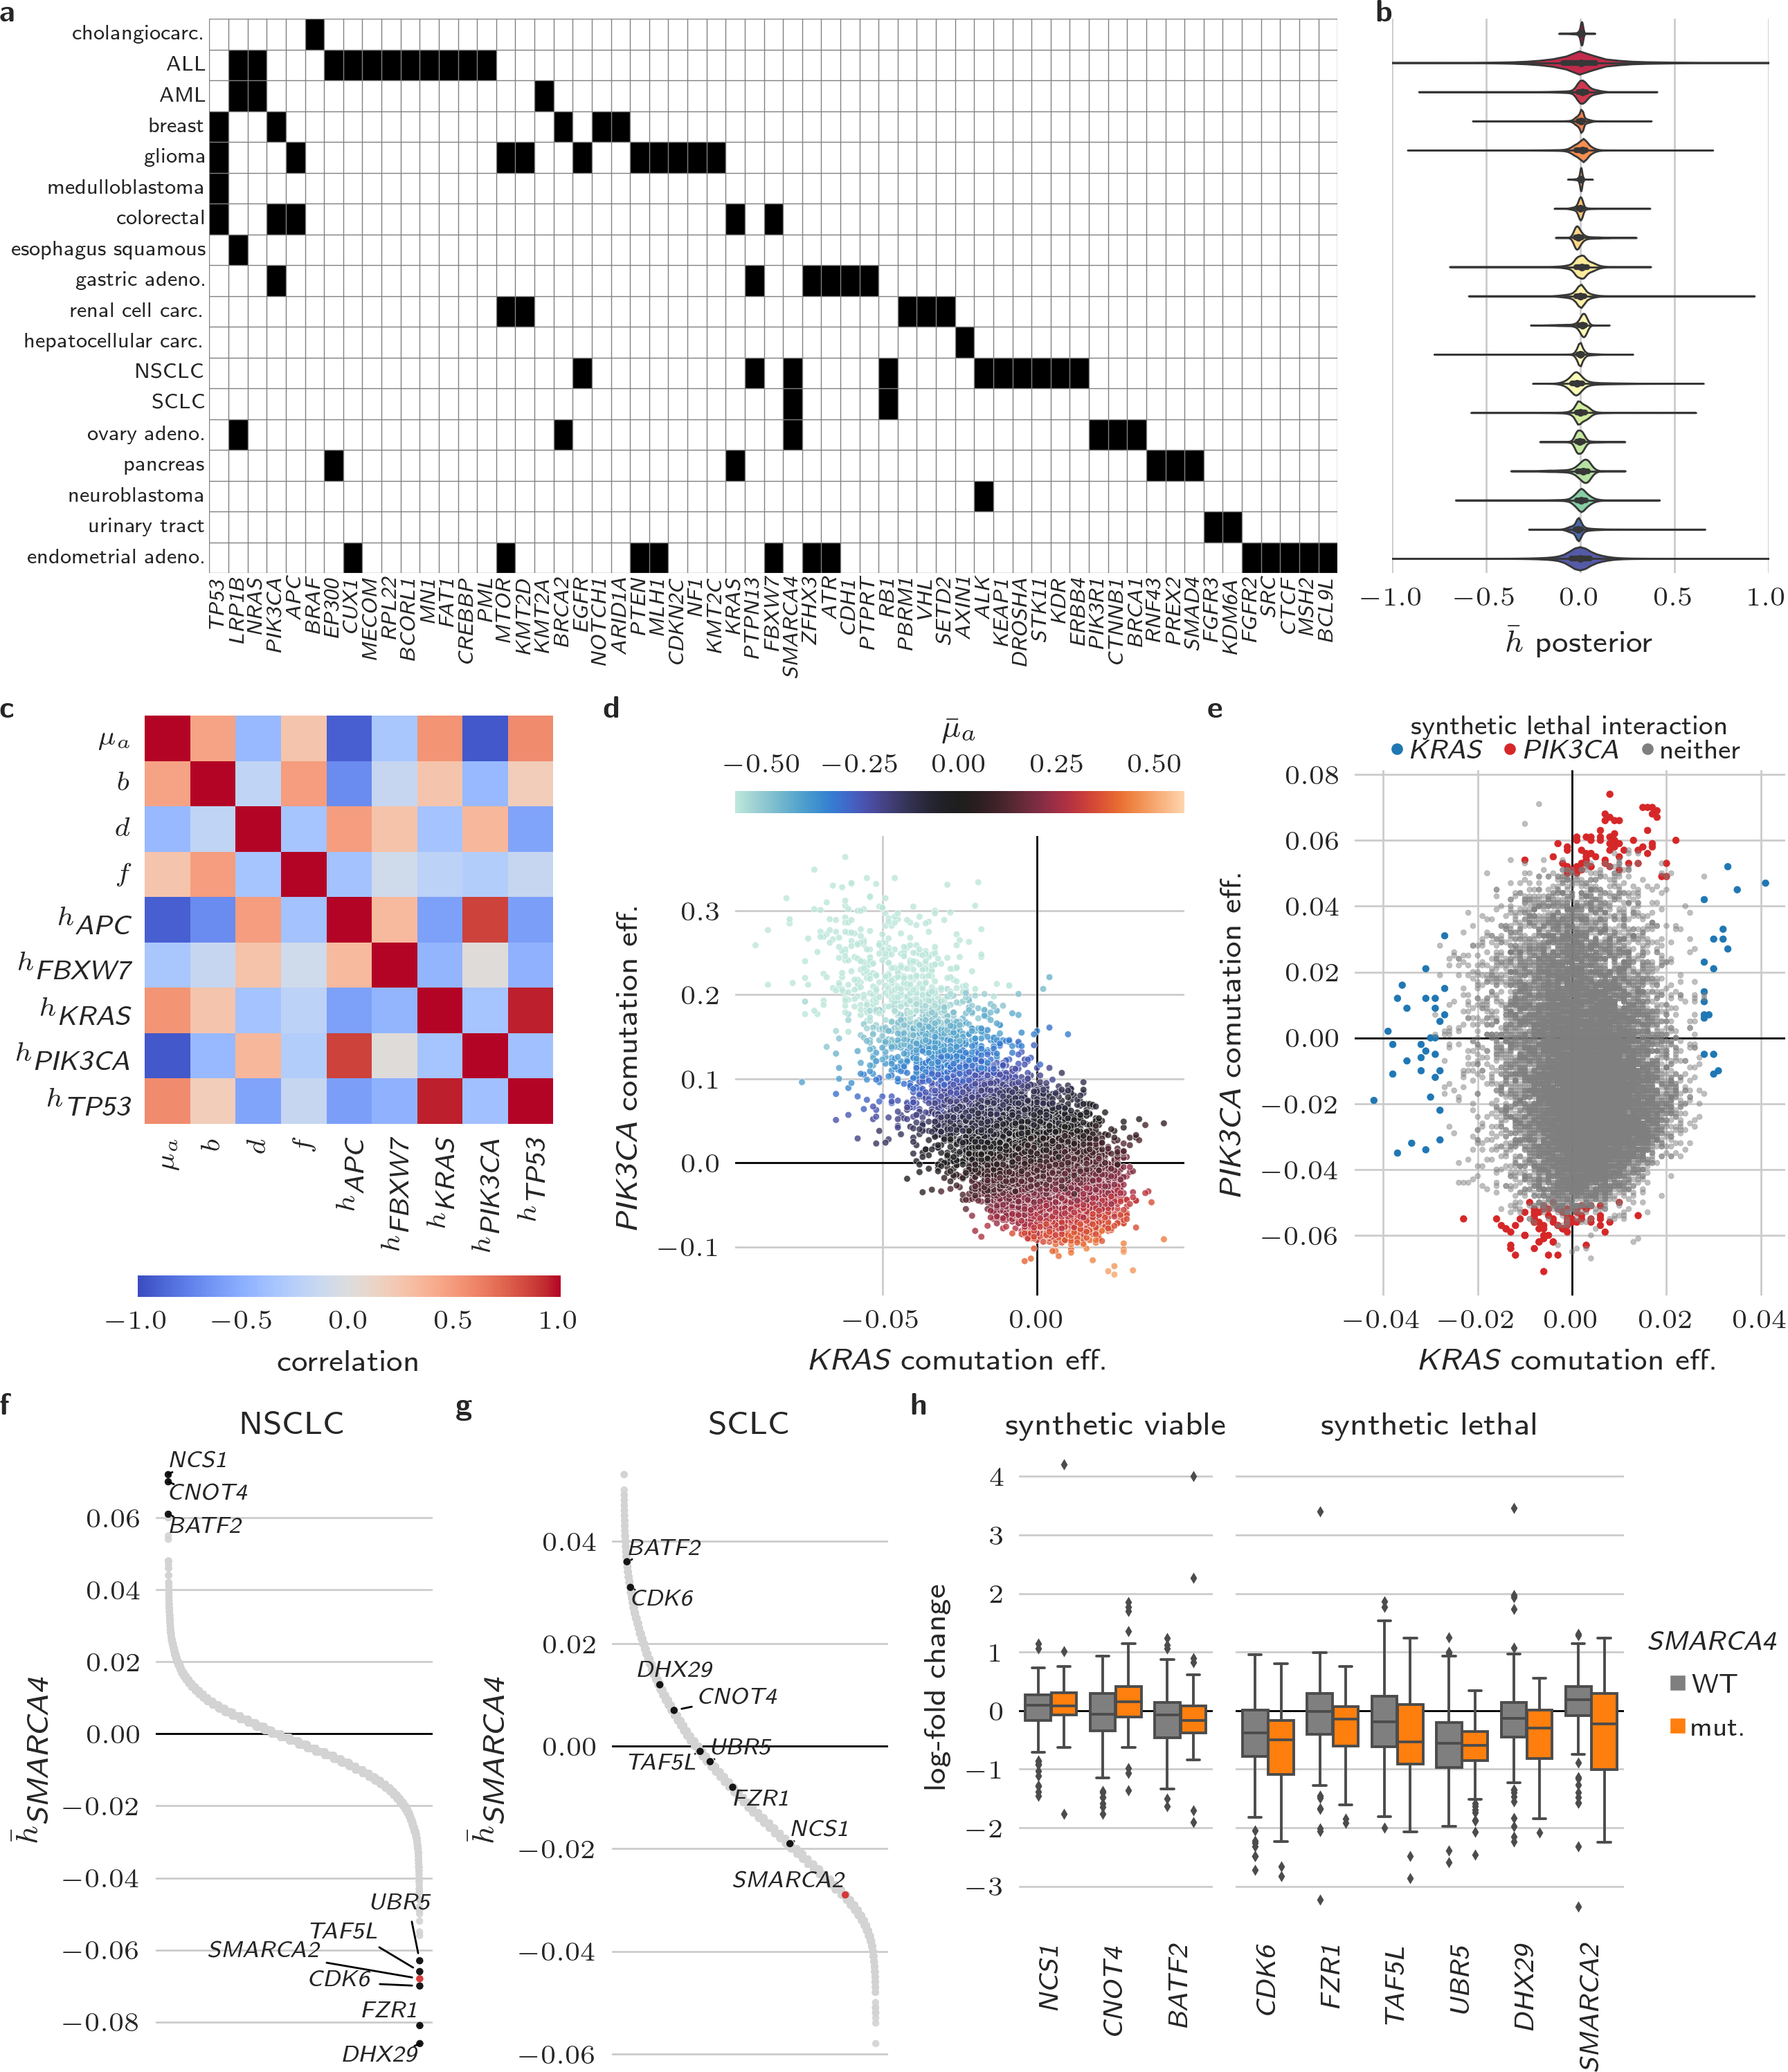 a
cholangiocarc.
ALL
AML
breast
glioma
medulloblastoma
colorectal
esophagus squamous
gastric adeno.
renal cell carc.
hepatocellular carc.
NSCLC
SCLC
ovary adeno.
pancreas
neuroblastoma
urinary tract
endometrial adeno.
TP53 LRP1B NRAS PIK3CA APC BRAF EP300 CUX1 MECOM RPL22 BCORL1 MN1 FAT1 CREBBP PML MTOR KMT2D KMT2A BRCA2 EGFR NOTCH1 ARID1A PTEN MLH1 CDKN2C NF1 KMT2C KRAS PTPN13 FBXW7 SMARCA4 ZFHX3 ATR CDH1 PTPRT RB1 PBRM1 VHL SETD2 AXIN1 ALK KEAP1 DROSHA STK11 KDR ERBB4 PIK3R1 CTNNB1 BRCA1 RNF43 PREX2 SMAD4 FGFR3 KDM6A FGFR2 SRC CTCF MSH2 BCL9L
b
−1.0 −0.5 0.0 0.5 1.0
h̄ posterior
c
μa
b
d
f
hAPC
hFBXW7
hKRAS
hPIK3CA
hTP53
μa b d f hAPC hFBXW7 hKRAS hPIK3CA hTP53
−1.0 −0.5 0.0 0.5 1.0
correlation
d
μ̄a
−0.50 −0.25 0.00 0.25 0.50
PIK3CA comutation eff.
0.3
0.2
0.1
0.0
−0.1
−0.05 0.00
KRAS comutation eff.
e
synthetic lethal interaction
KRAS PIK3CA neither
PIK3CA comutation eff.
0.08
0.06
0.04
0.02
0.00
−0.02
−0.04
−0.06
−0.04 −0.02 0.00 0.02 0.04
KRAS comutation eff.
f
NSCLC
h̄SMARCA4
0.06
0.04
0.02
0.00
−0.02
−0.04
−0.06
−0.08
NCS1
CNOT4
BATF2
UBR5
TAF5L
SMARCA2
CDK6
FZR1
DHX29
g
SCLC
h̄SMARCA4
0.04
0.02
0.00
−0.02
−0.04
−0.06
BATF2
CDK6
DHX29
CNOT4
TAF5L
UBR5
FZR1
NCS1
SMARCA2
h
synthetic viable synthetic lethal
log-fold change
4
3
2
1
0
−1
−2
−3
NCS1 CNOT4 BATF2 CDK6 FZR1 TAF5L UBR5 DHX29 SMARCA2
SMARCA4
WT
mut.